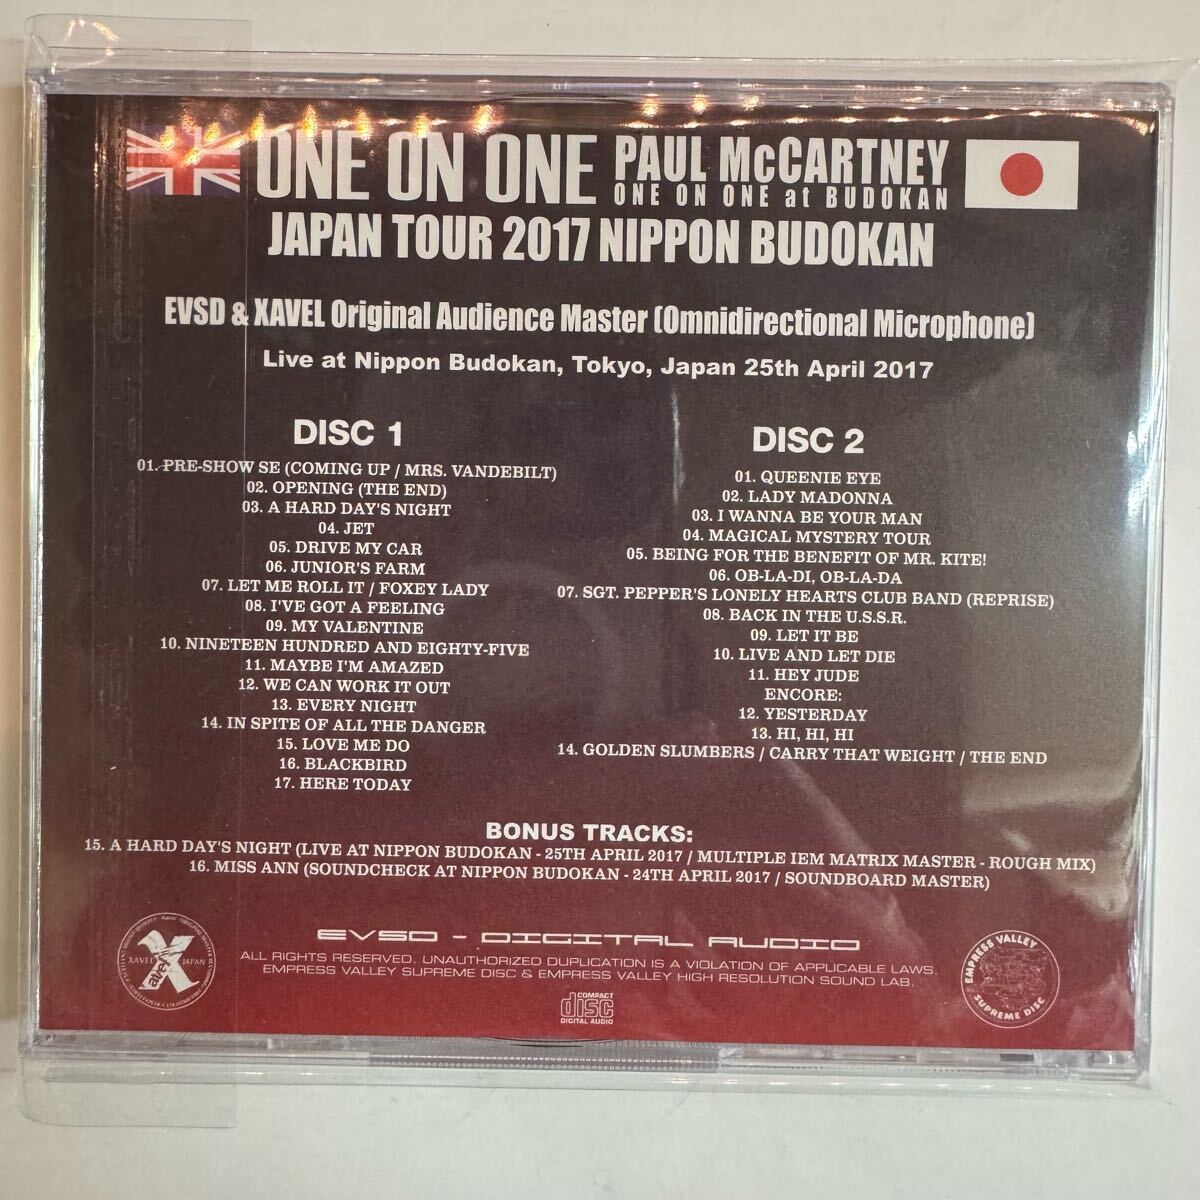 ONE ON ONE
PAUL McCARTNEY
ONE ON ONE at BUDOKAN
JAPAN TOUR 2017 NIPPON BUDOKAN
EVSD & XAVEL Original Audience Master (Omnidirectional Microphone)
Live at Nippon Budokan, Tokyo, Japan 25th April 2017
DISC 1
01. PRE-SHOW SE (COMING UP / MRS. VANDEBILT)
02. OPENING (THE END)
03. A HARD DAY'S NIGHT
04. JET
05. DRIVE MY CAR
06. JUNIOR'S FARM
07. LET ME ROLL IT / FOXEY LADY
08. I'VE GOT A FEELING
09. MY VALENTINE
10. NINETEEN HUNDRED AND EIGHTY-FIVE
11. MAYBE I'M AMAZED
12. WE CAN WORK IT OUT
13. EVERY NIGHT
14. IN SPITE OF ALL THE DANGER
15. LOVE ME DO
16. BLACKBIRD
17. HERE TODAY
DISC 2
01. QUEENIE EYE
02. LADY MADONNA
03. I WANNA BE YOUR MAN
04. MAGICAL MYSTERY TOUR
05. BEING FOR THE BENEFIT OF MR. KITE!
06. OB-LA-DI, OB-LA-DA
07. SGT. PEPPER'S LONELY HEARTS CLUB BAND (REPRISE)
08. BACK IN THE U.S.S.R.
09. LET IT BE
10. LIVE AND LET DIE
11. HEY JUDE
ENCORE:
12. YESTERDAY
13. HI, HI, HI
14. GOLDEN SLUMBERS / CARRY THAT WEIGHT / THE END
BONUS TRACKS:
15. A HARD DAY'S NIGHT (LIVE AT NIPPON BUDOKAN - 25TH APRIL 2017 / MULTIPLE IEM MATRIX MASTER - ROUGH MIX)
16. MISS ANN (SOUNDCHECK AT NIPPON BUDOKAN - 24TH APRIL 2017 / SOUNDBOARD MASTER)
EVSD - DIGITAL AUDIO
ALL RIGHTS RESERVED. UNAUTHORIZED DUPLICATION IS A VIOLATION OF APPLICABLE LAWS.
EMPRESS VALLEY SUPREME DISC & EMPRESS VALLEY HIGH RESOLUTION SOUND LAB.
XAVEL JAPAN
COMPACT
disc
DIGITAL AUDIO
EMPRESS VALLEY
SUPREME DISC